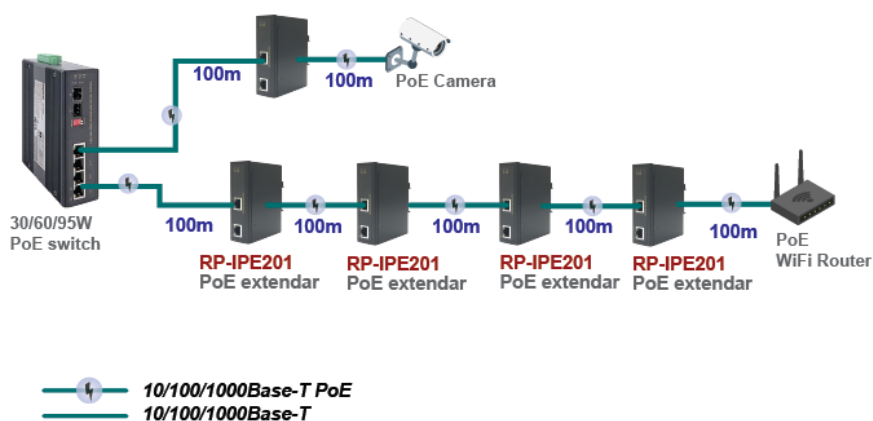 100m
100m
PoE Camera
30/60/95W
PoE switch
100m
100m
100m
100m
100m
PoE
WiFi Router
RP-IPE201
PoE extendar
RP-IPE201
PoE extendar
RP-IPE201
PoE extendar
RP-IPE201
PoE extendar
10/100/1000Base-T PoE
10/100/1000Base-T